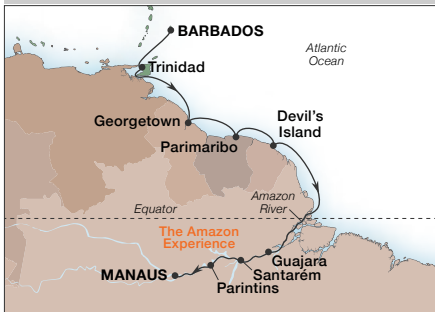 BARBADOS
Atlantic
Ocean
Trinidad
Devil's
Island
Georgetown
Parimaribo
Amazon
River
Equator
The Amazon
Experience
Guajara
Santarém
MANAUS
Parintins